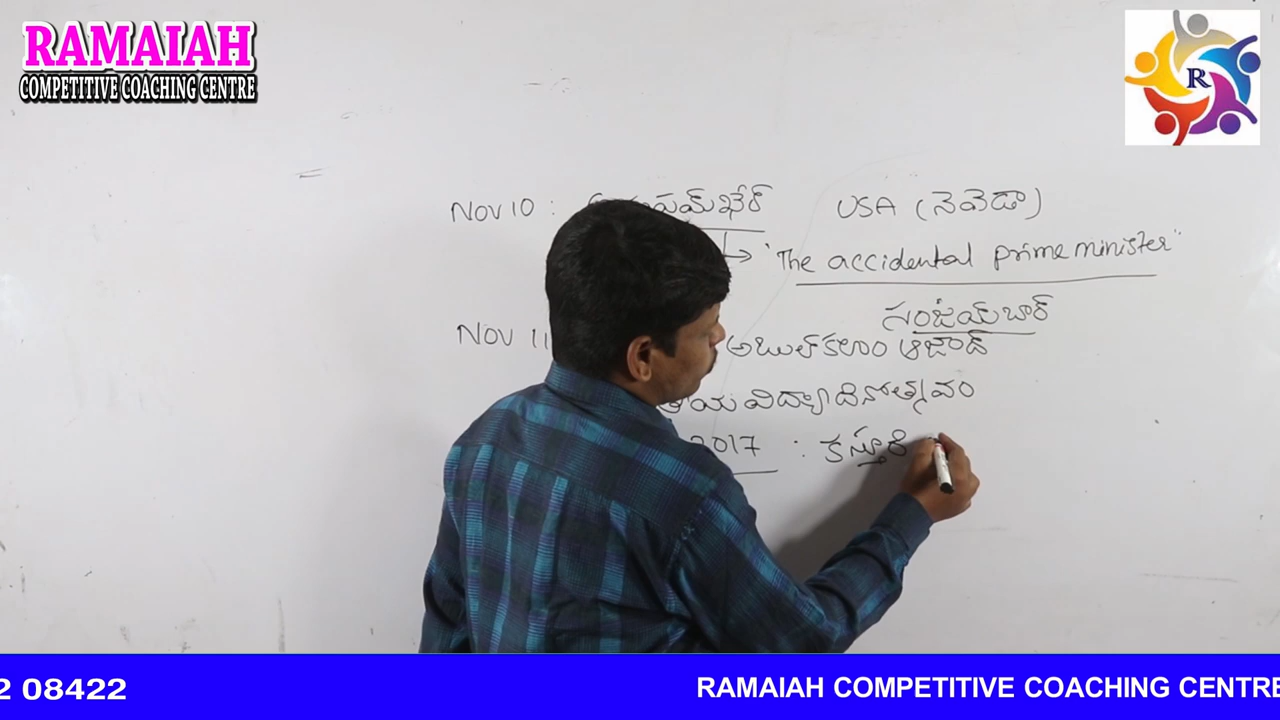 RAMAIAH
COMPETITIVE COACHING CENTRE
R
Nov 10 : USA (నెవెడా)
"The accidental prime minister"
సంజయ్ బార్
Nov 11 అబుల్ కలాం ఆజాద్
విద్యా దినోత్సవం
2017 : కస్తూరి
2 08422
RAMAIAH COMPETITIVE COACHING CENTRE